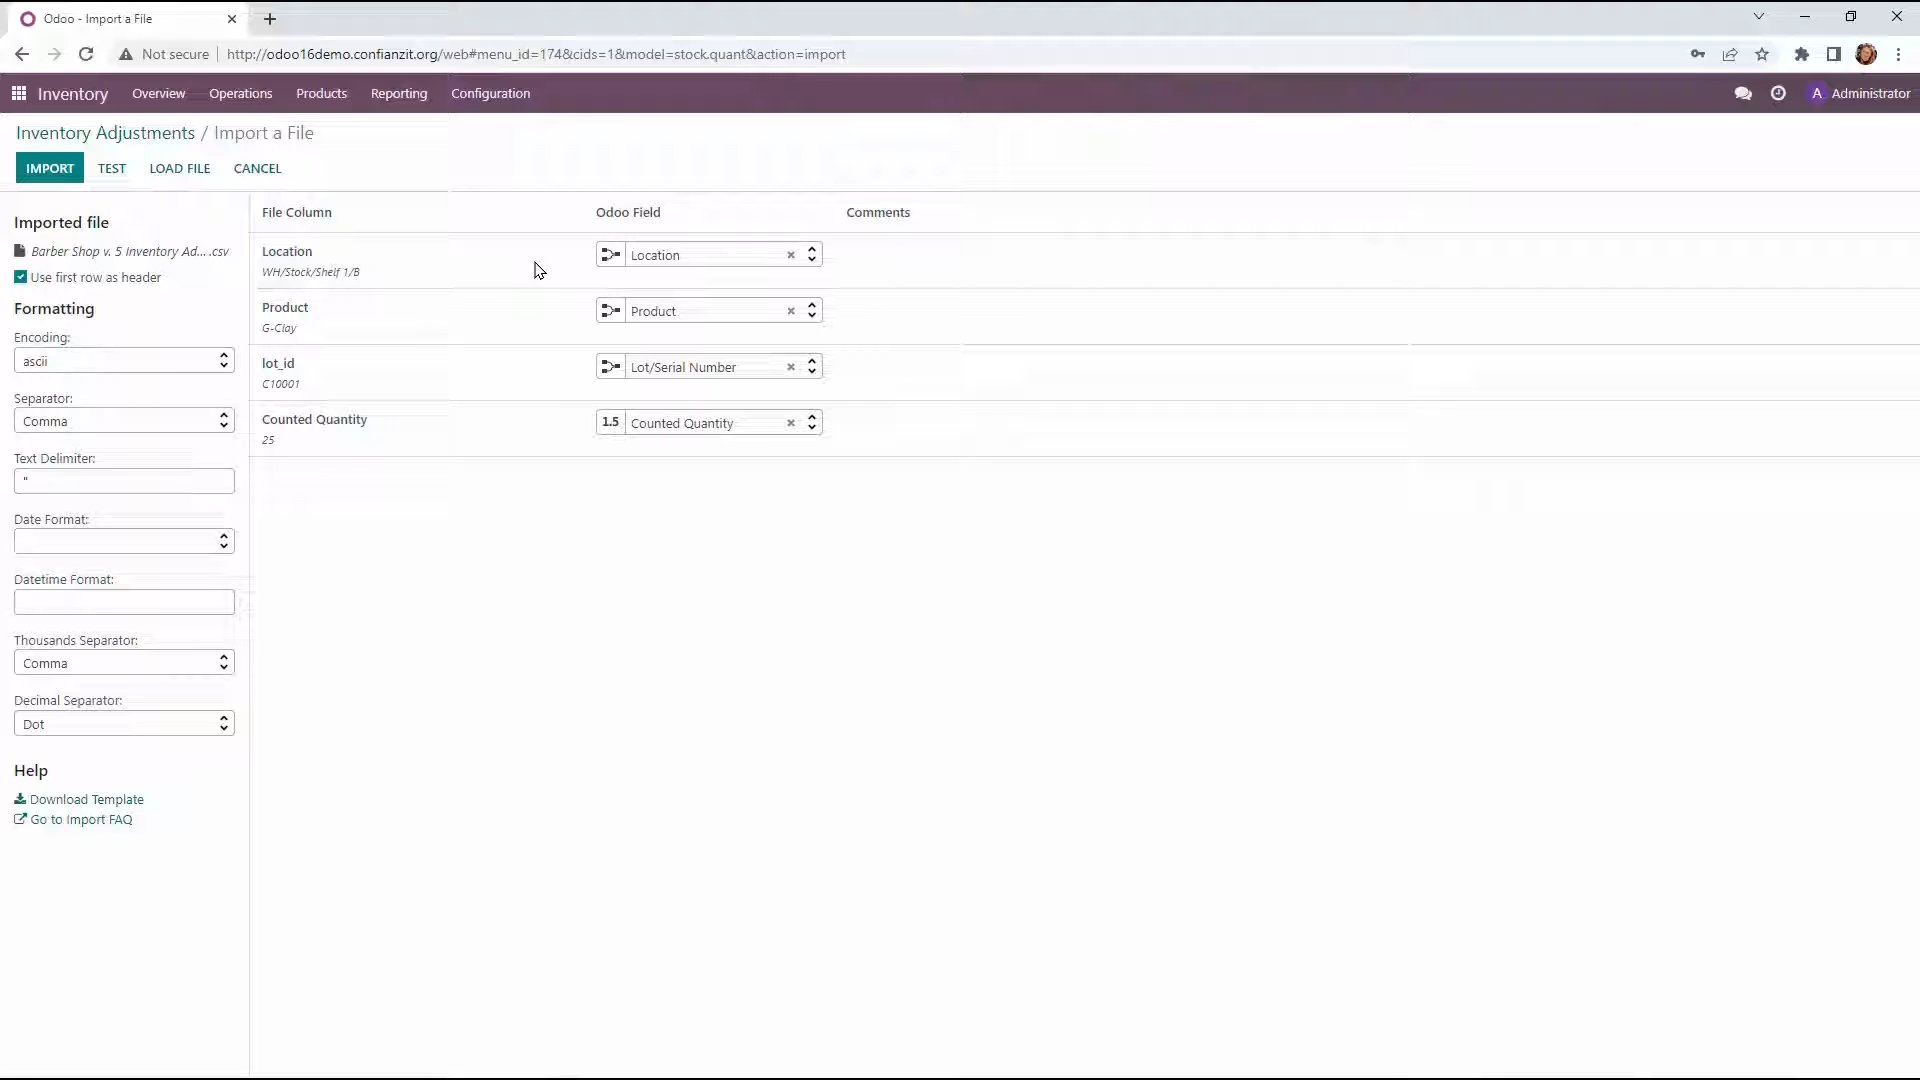 Odoo - Import a File
Not secure
http://odoo16demo.confianzit.org/web#menu_id=174&cids=1&model=stock.quant&action=import
Inventory Overview Operations Products Reporting Configuration
A Administrator
Inventory Adjustments / Import a File
IMPORT TEST LOAD FILE CANCEL
Imported file
Barber Shop v. 5 Inventory Ad... .csv
Use first row as header
Formatting
Encoding:
ascii
Separator:
Comma
Text Delimiter:
"
Date Format:
Datetime Format:
Thousands Separator:
Comma
Decimal Separator:
Dot
Help
Download Template
Go to Import FAQ
File Column Odoo Field Comments
Location
WH/Stock/Shelf 1/B
Location
Product
G-Clay
Product
lot_id
C10001
Lot/Serial Number
Counted Quantity
25
1.5 Counted Quantity